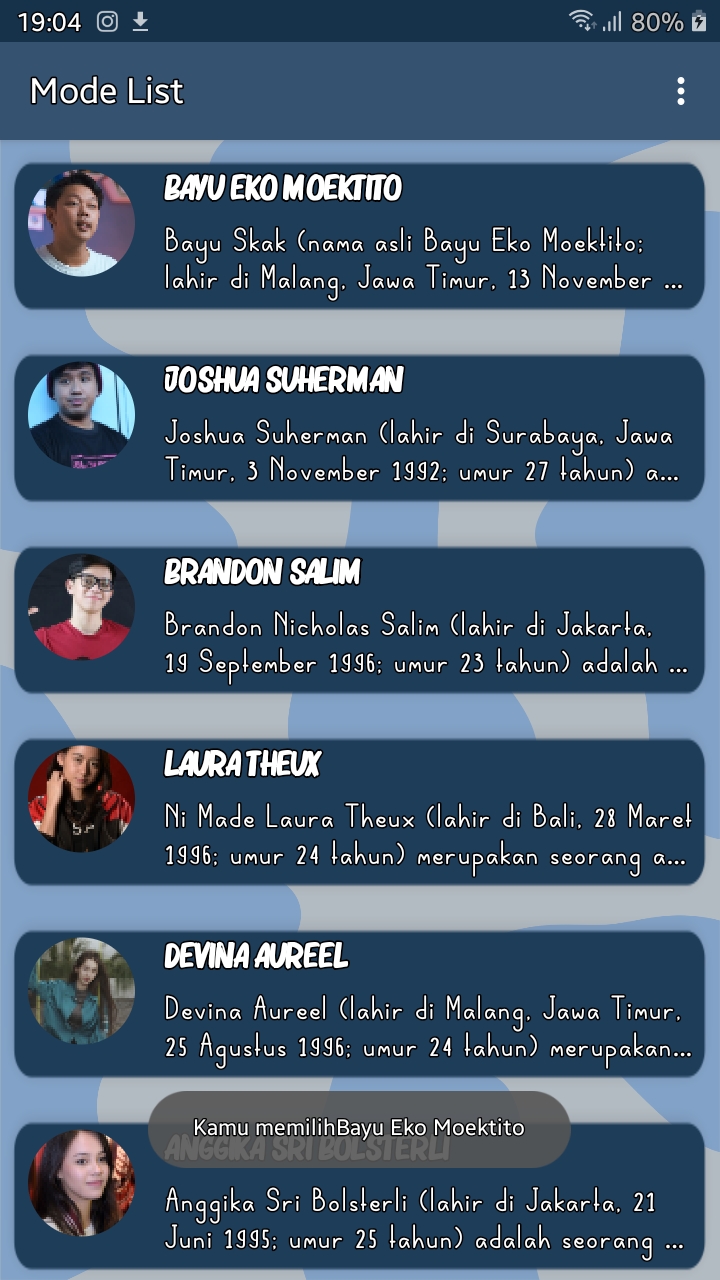 19:04
80%
Mode List
BAYU EKO MOEKTITO
Bayu Skak (nama asli Bayu Eko Moektito;
lahir di Malang, Jawa Timur, 13 November ...
JOSHUA SUHERMAN
Joshua Suherman (lahir di Surabaya, Jawa
Timur, 3 November 1992; umur 27 tahun) a...
BRANDON SALIM
Brandon Nicholas Salim (lahir di Jakarta,
19 September 1996; umur 23 tahun) adalah ...
LAURA THEUX
Ni Made Laura Theux (lahir di Bali, 28 Maret
1996; umur 24 tahun) merupakan seorang a...
DEVINA AUREEL
Devina Aureel (lahir di Malang, Jawa Timur,
25 Agustus 1996; umur 24 tahun) merupakan...
Kamu memilihBayu Eko Moektito
ANGGIKA SRI BOLSTERLI
Anggika Sri Bolsterli (lahir di Jakarta, 21
Juni 1995; umur 25 tahun) adalah seorang ...